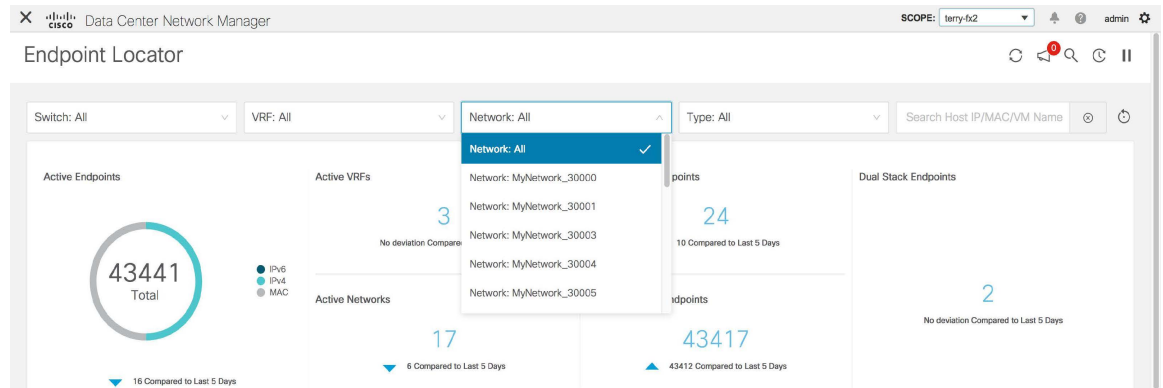 CISCO Data Center Network Manager
SCOPE: terry-fx2
admin
Endpoint Locator
0
Switch: All
VRF: All
Network: All
Type: All
Search Host IP/MAC/VM Name
Network: All
Network: MyNetwork_30000
Network: MyNetwork_30001
Network: MyNetwork_30003
Network: MyNetwork_30004
Network: MyNetwork_30005
Active Endpoints
43441
Total
IPv6
IPv4
MAC
16 Compared to Last 5 Days
Active VRFs
3
No deviation Compare
Active Networks
17
6 Compared to Last 5 Days
points
24
10 Compared to Last 5 Days
dpoints
43417
43412 Compared to Last 5 Days
Dual Stack Endpoints
2
No deviation Compared to Last 5 Days